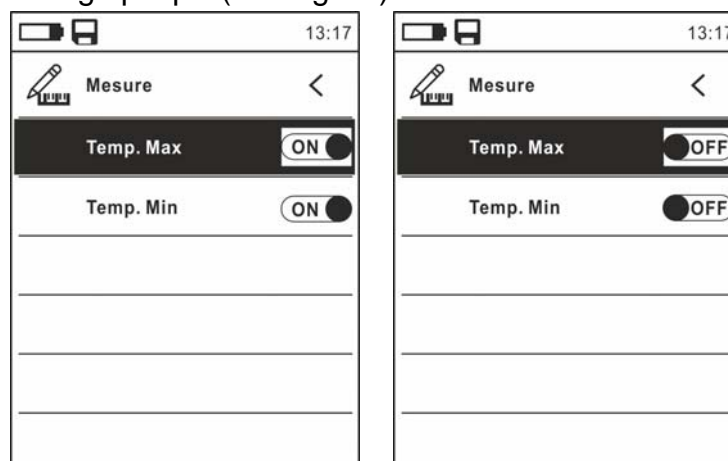 13:17
Mesure <
Temp. Max ON
Temp. Min ON
13:17
Mesure <
Temp. Max OFF
Temp. Min OFF